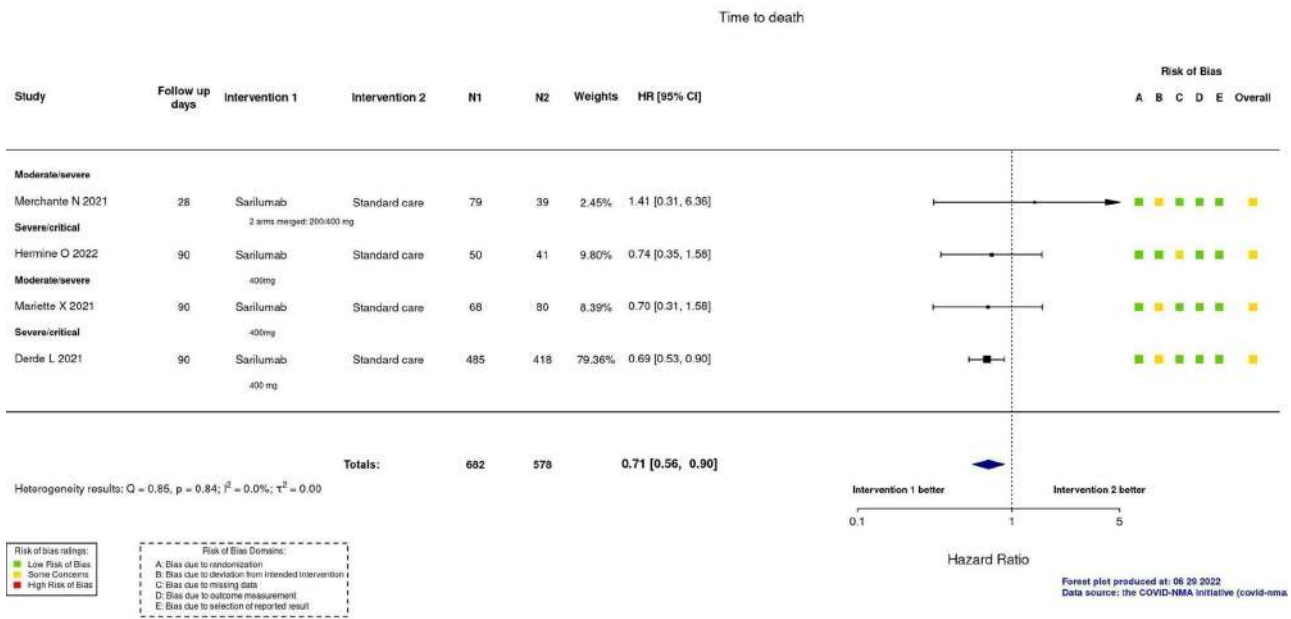 Time to death
Risk of Bias
Study Follow up days Intervention 1 Intervention 2 N1 N2 Weights HR [95% CI] A B C D E Overall
Moderate/severe
Merchante N 2021 28 Sarilumab Standard care 79 39 2.45% 1.41 [0.31, 6.36]
2 arms merged: 200/400 mg
Severe/critical
Hermine O 2022 90 Sarilumab Standard care 50 41 9.80% 0.74 [0.35, 1.58]
400mg
Moderate/severe
Mariette X 2021 90 Sarilumab Standard care 68 80 8.39% 0.70 [0.31, 1.58]
400mg
Severe/critical
Derde L 2021 90 Sarilumab Standard care 485 418 79.36% 0.69 [0.53, 0.90]
400 mg
Totals: 682 578 0.71 [0.56, 0.90]
Heterogeneity results: Q = 0.85, p = 0.84; I² = 0.0%; τ² = 0.00
Intervention 1 better Intervention 2 better
0.1 1 5
Hazard Ratio
Risk of bias ratings:
Low Risk of Bias
Some Concerns
High Risk of Bias
Risk of Bias Domains:
A: Bias due to randomization
B: Bias due to deviation from intended intervention
C: Bias due to missing data
D: Bias due to outcome measurement
E: Bias due to selection of reported result
Forest plot produced at: 06 29 2022
Data source: the COVID-NMA initiative (covid-nma.